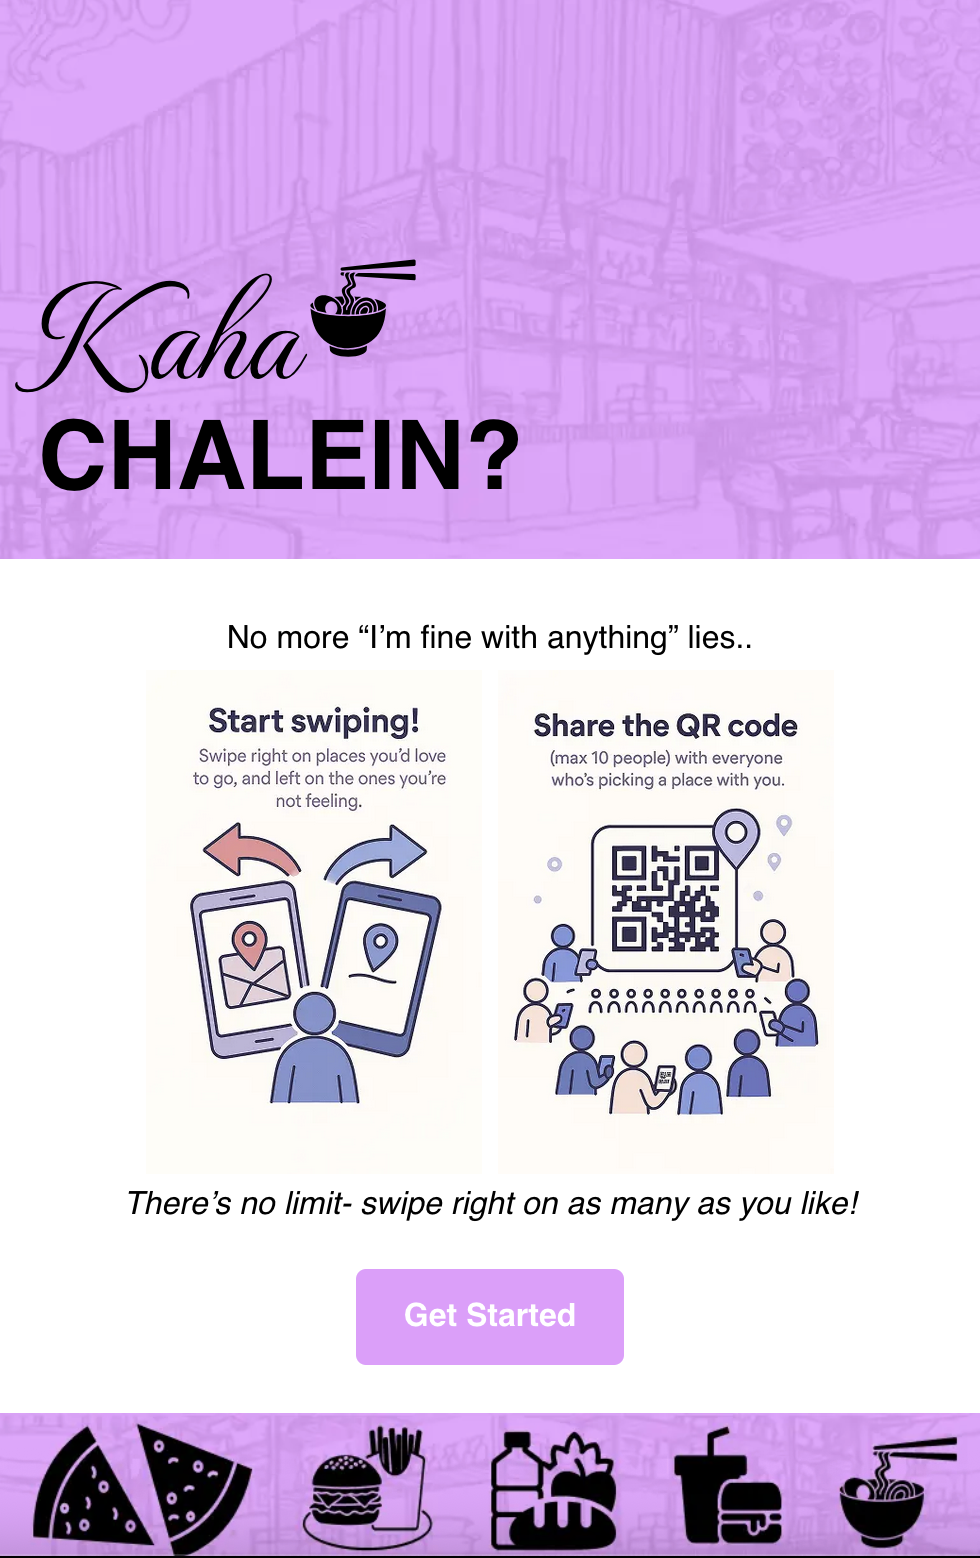 Kaha
CHALEIN?
No more “I’m fine with anything” lies..
Start swiping!
Swipe right on places you’d love
to go, and left on the ones you’re
not feeling.
Share the QR code
(max 10 people) with everyone
who’s picking a place with you.
There’s no limit- swipe right on as many as you like!
Get Started